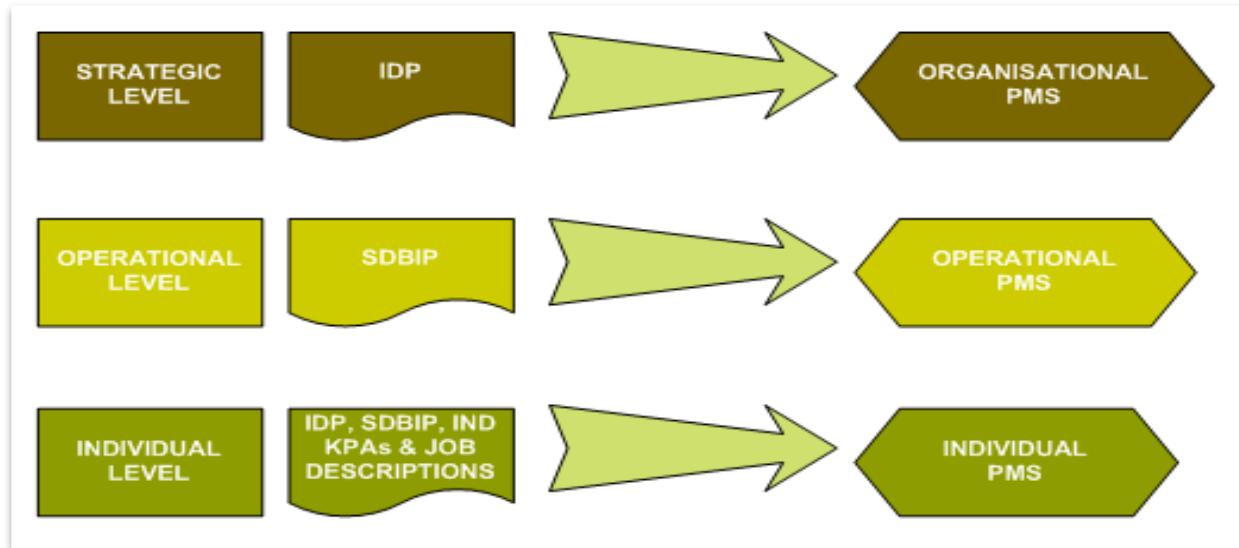 STRATEGIC
LEVEL
IDP
ORGANISATIONAL
PMS
OPERATIONAL
LEVEL
SDBIP
OPERATIONAL
PMS
INDIVIDUAL
LEVEL
IDP, SDBIP, IND
KPAs & JOB
DESCRIPTIONS
INDIVIDUAL
PMS